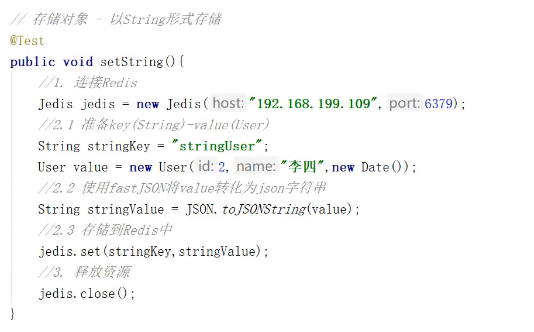 // 存储对象 - 以String形式存储
@Test
public void setString(){
//1. 连接Redis
Jedis jedis = new Jedis( host: "192.168.199.109", port: 6379);
//2.1 准备key(String)-value(User)
String stringKey = "stringUser";
User value = new User( id: 2, name: "李四",new Date());
//2.2 使用fastJSON将value转化为json字符串
String stringValue = JSON.toJSONString(value);
//2.3 存储到Redis中
jedis.set(stringKey,stringValue);
//3. 释放资源
jedis.close();
}